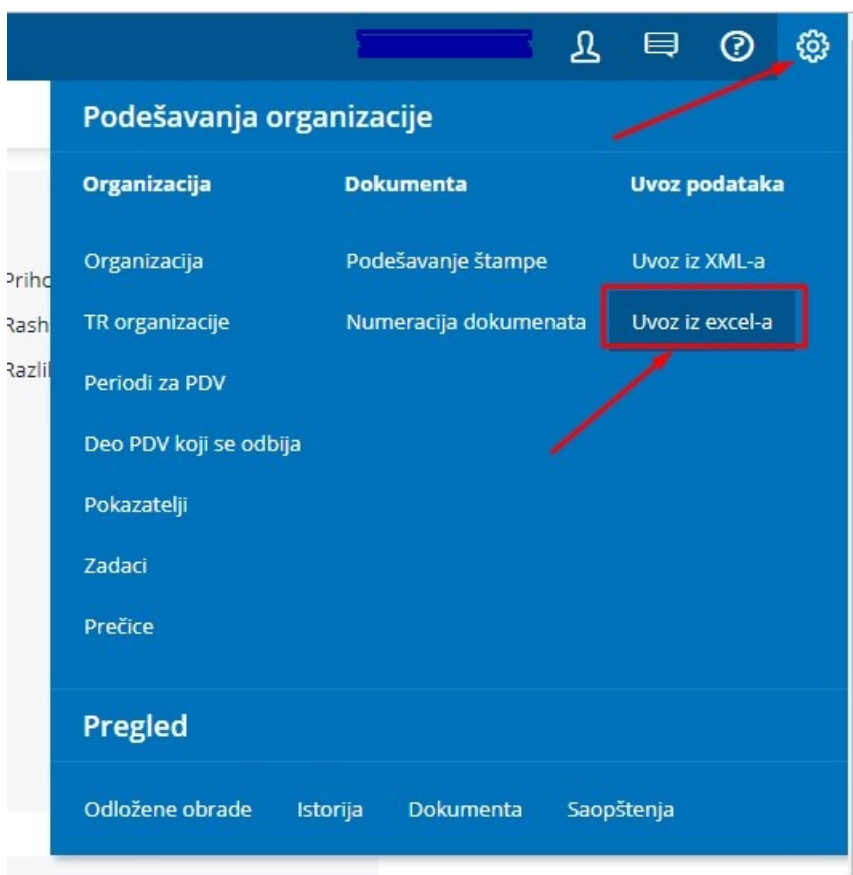 Podešavanja organizacije
Organizacija Dokumenta Uvoz podataka
Organizacija Podešavanje štampe Uvoz iz XML-a
TR organizacije Numeracija dokumenata Uvoz iz excel-a
Periodi za PDV
Deo PDV koji se odbija
Pokazatelji
Zadaci
Prečice
Pregled
Odložene obrade Istorija Dokumenta Saopštenja